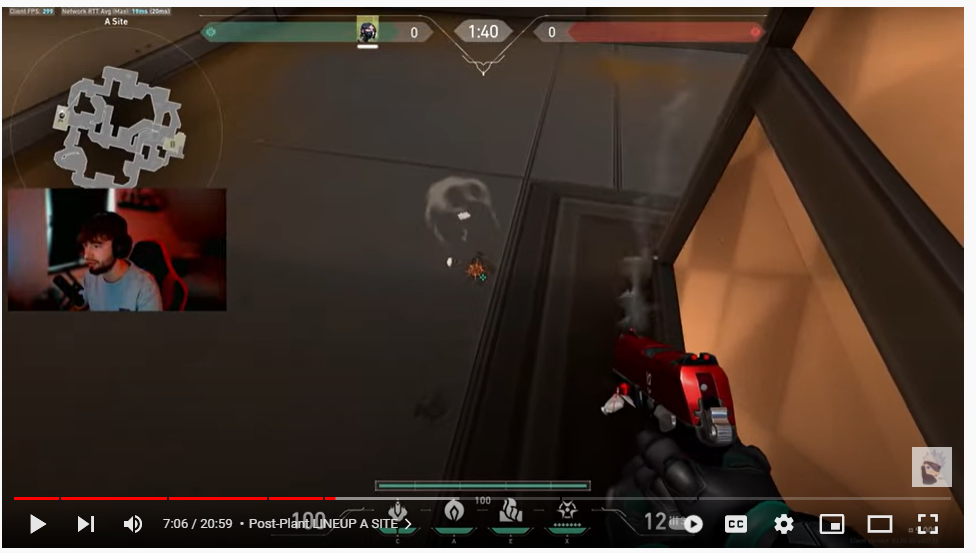 Client FPS: 299 Network RTT Avg (Max): 19ms (20ms)
A Site
0 1:40 0
B
100
100 12
C A E X
7:06 / 20:59 • Post-Plant LINEUP A SITE >
CC